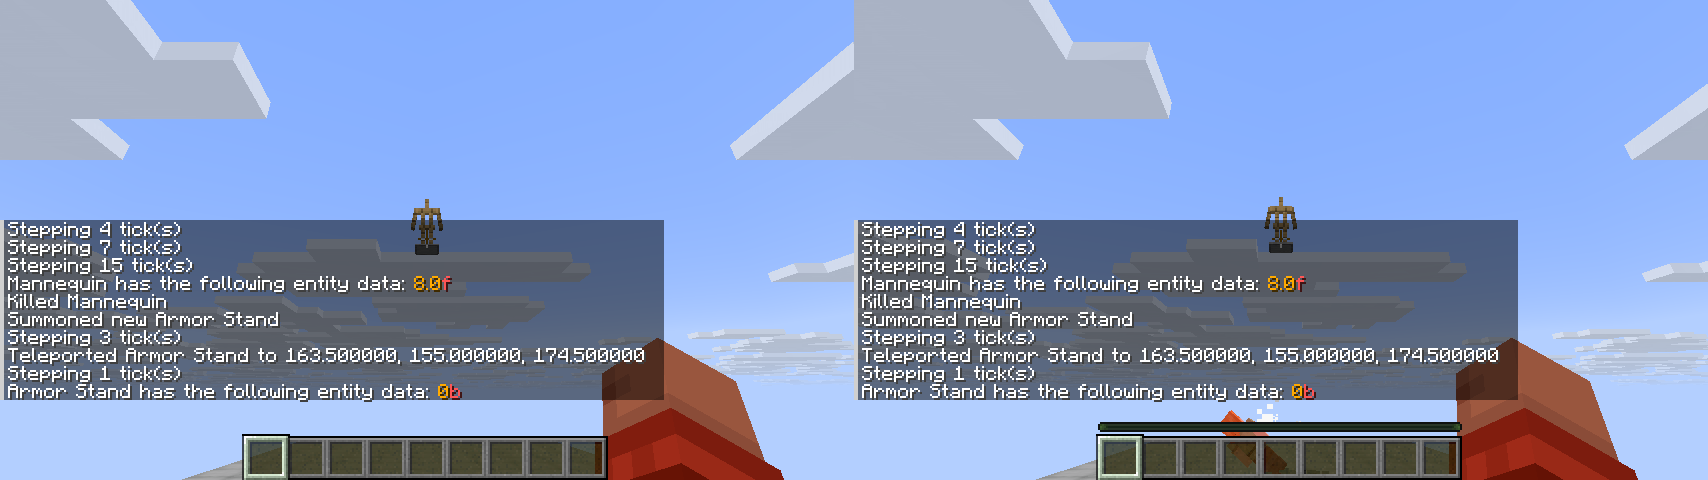 Stepping 4 tick(s)
Stepping 7 tick(s)
Stepping 15 tick(s)
Mannequin has the following entity data: 8.0f
Killed Mannequin
Summoned new Armor Stand
Stepping 3 tick(s)
Teleported Armor Stand to 163.500000, 155.000000, 174.500000
Stepping 1 tick(s)
Armor Stand has the following entity data: 0b
Stepping 4 tick(s)
Stepping 7 tick(s)
Stepping 15 tick(s)
Mannequin has the following entity data: 8.0f
Killed Mannequin
Summoned new Armor Stand
Stepping 3 tick(s)
Teleported Armor Stand to 163.500000, 155.000000, 174.500000
Stepping 1 tick(s)
Armor Stand has the following entity data: 0b